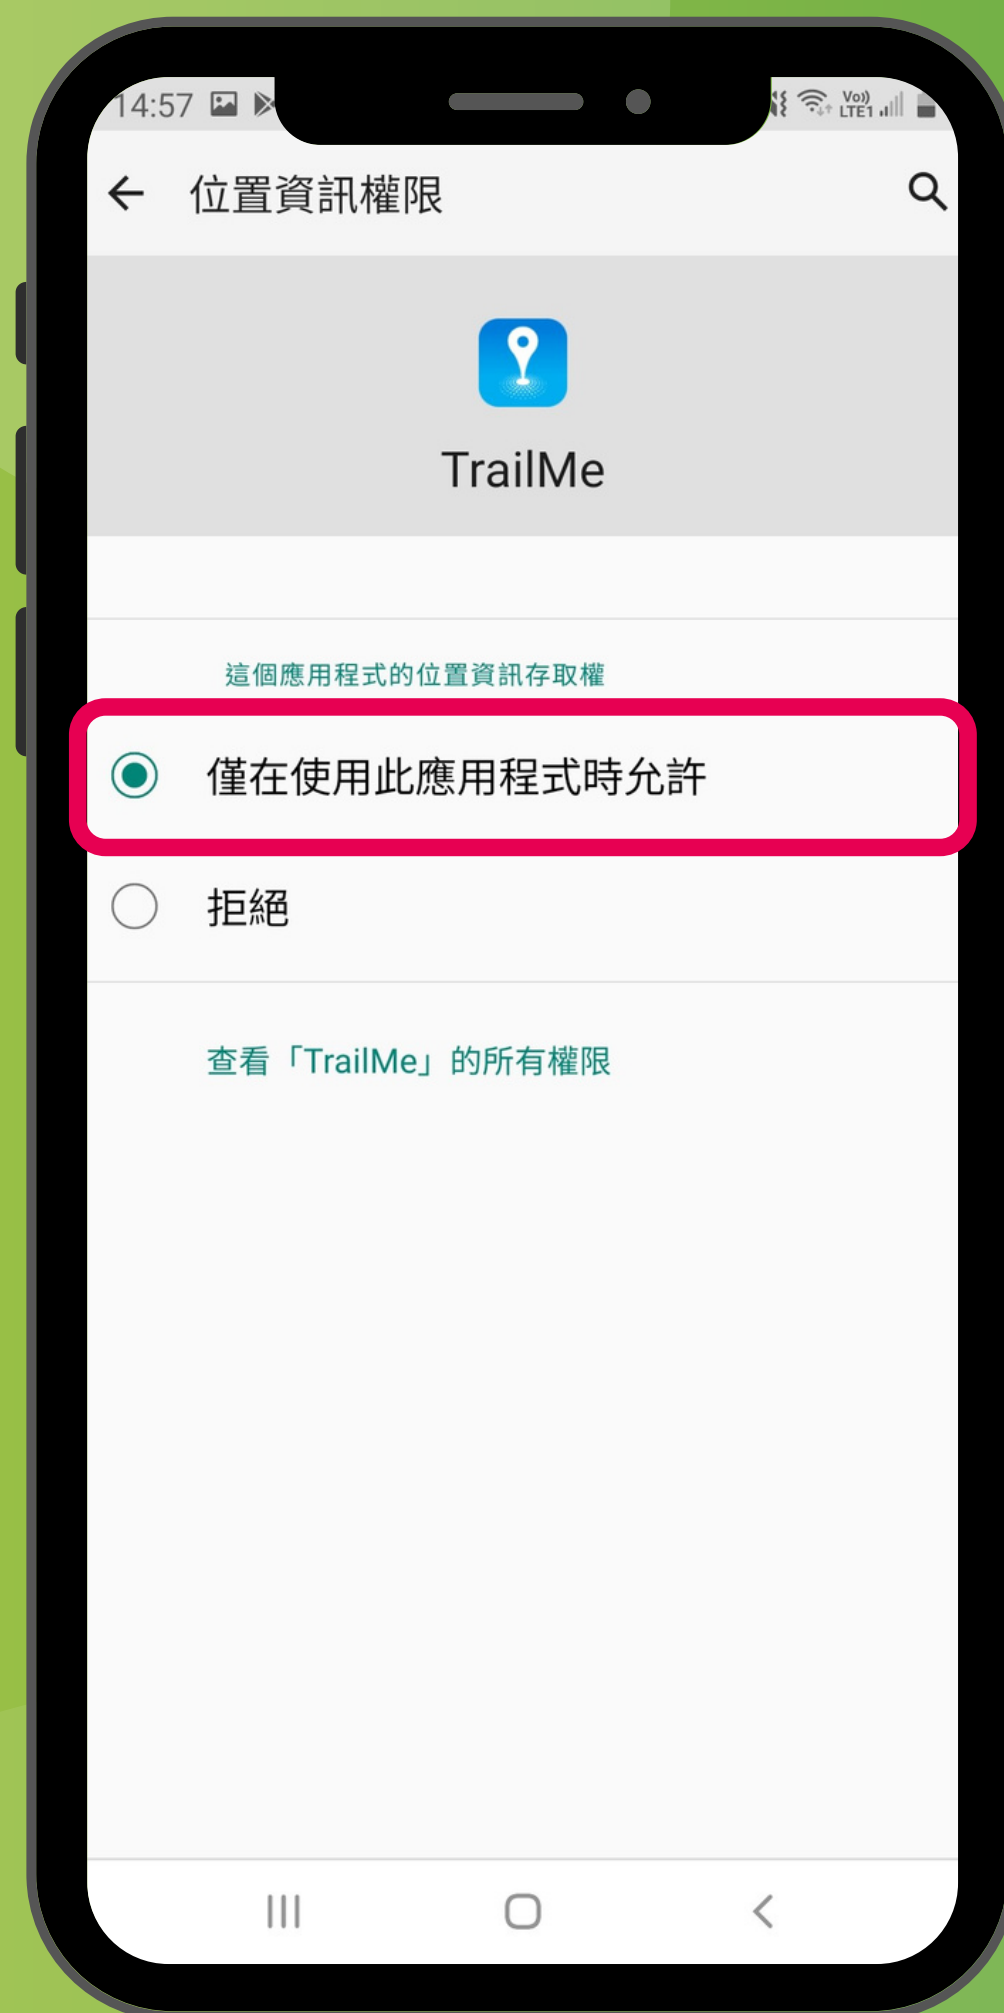 14:57
Vo))
LTE1
位置資訊權限
TrailMe
這個應用程式的位置資訊存取權
僅在使用此應用程式時允許
拒絕
查看「TrailMe」的所有權限